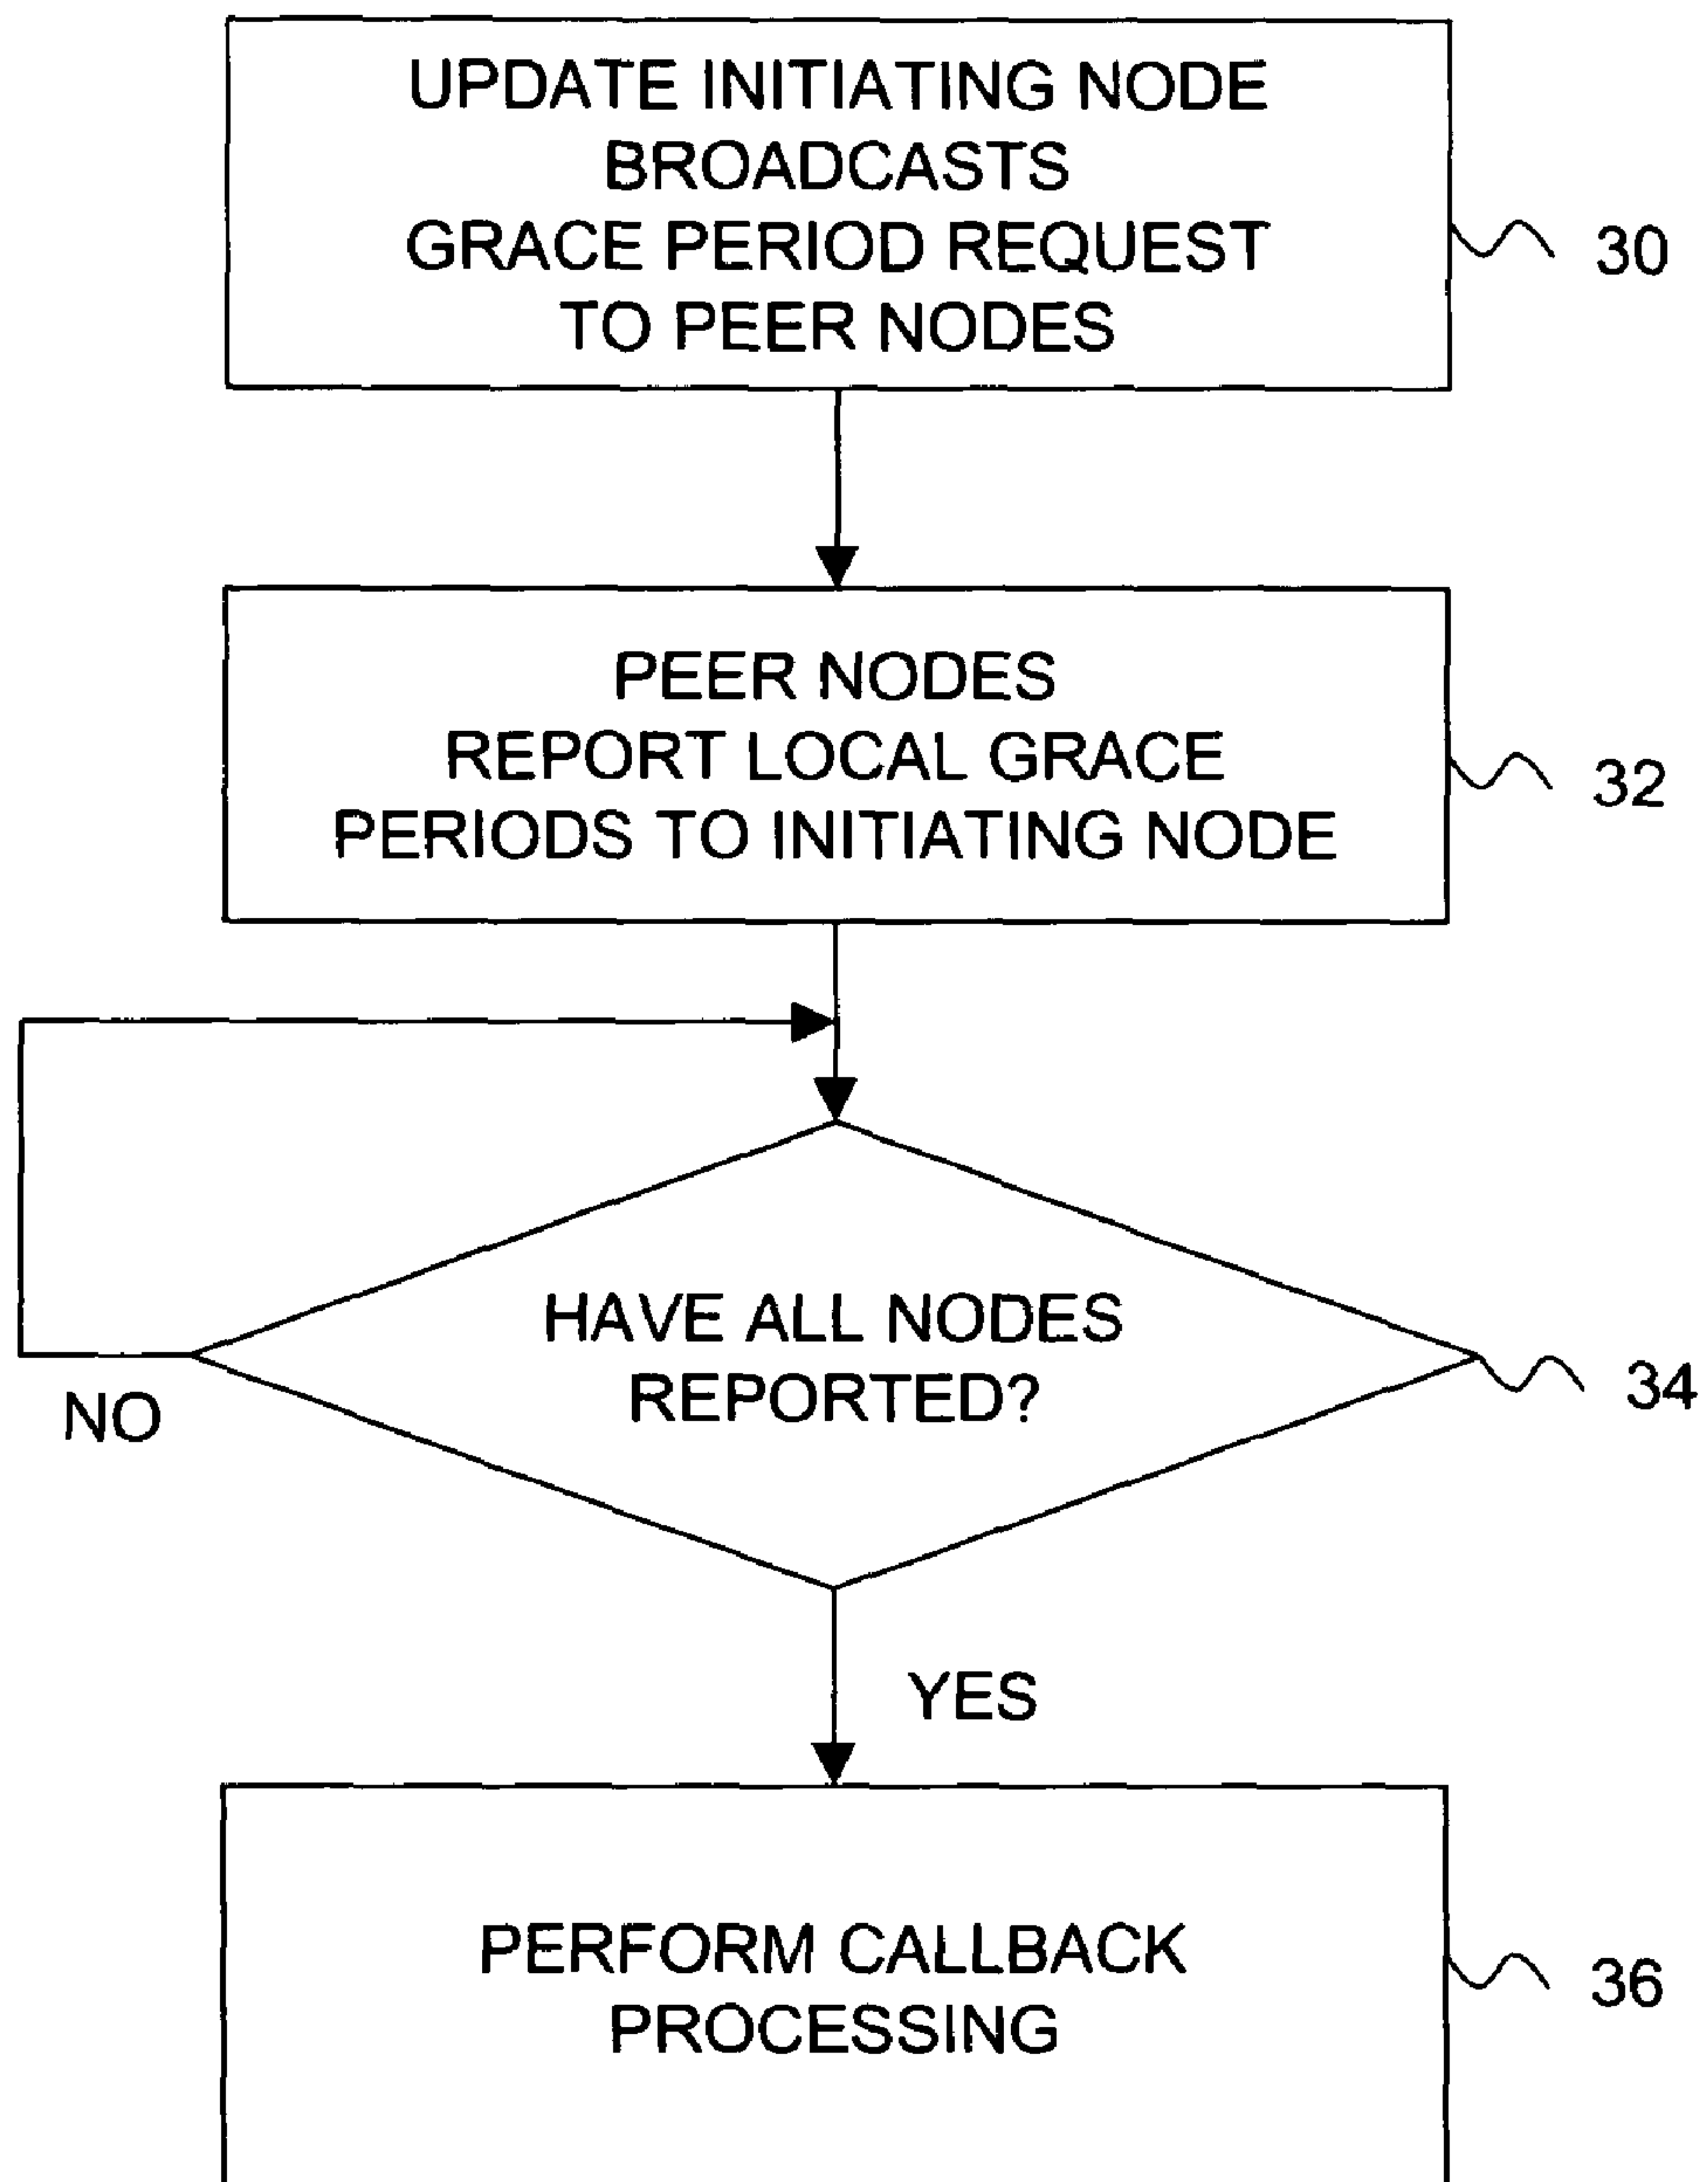 UPDATE INITIATING NODE
BROADCASTS
GRACE PERIOD REQUEST
TO PEER NODES
30
PEER NODES
REPORT LOCAL GRACE
PERIODS TO INITIATING NODE
32
HAVE ALL NODES
REPORTED?
34
NO
YES
PERFORM CALLBACK
PROCESSING
36